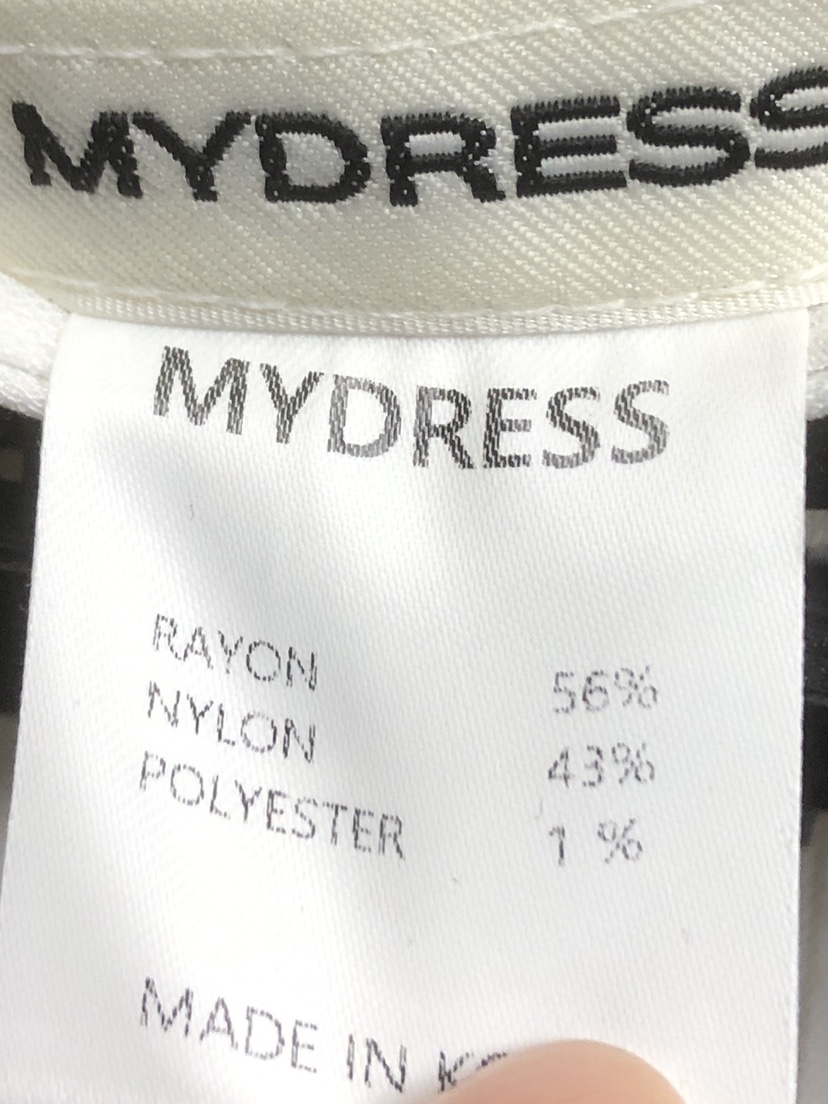 MYDRESS
MYDRESS
RAYON 56%
NYLON 43%
POLYESTER 1 %
MADE IN